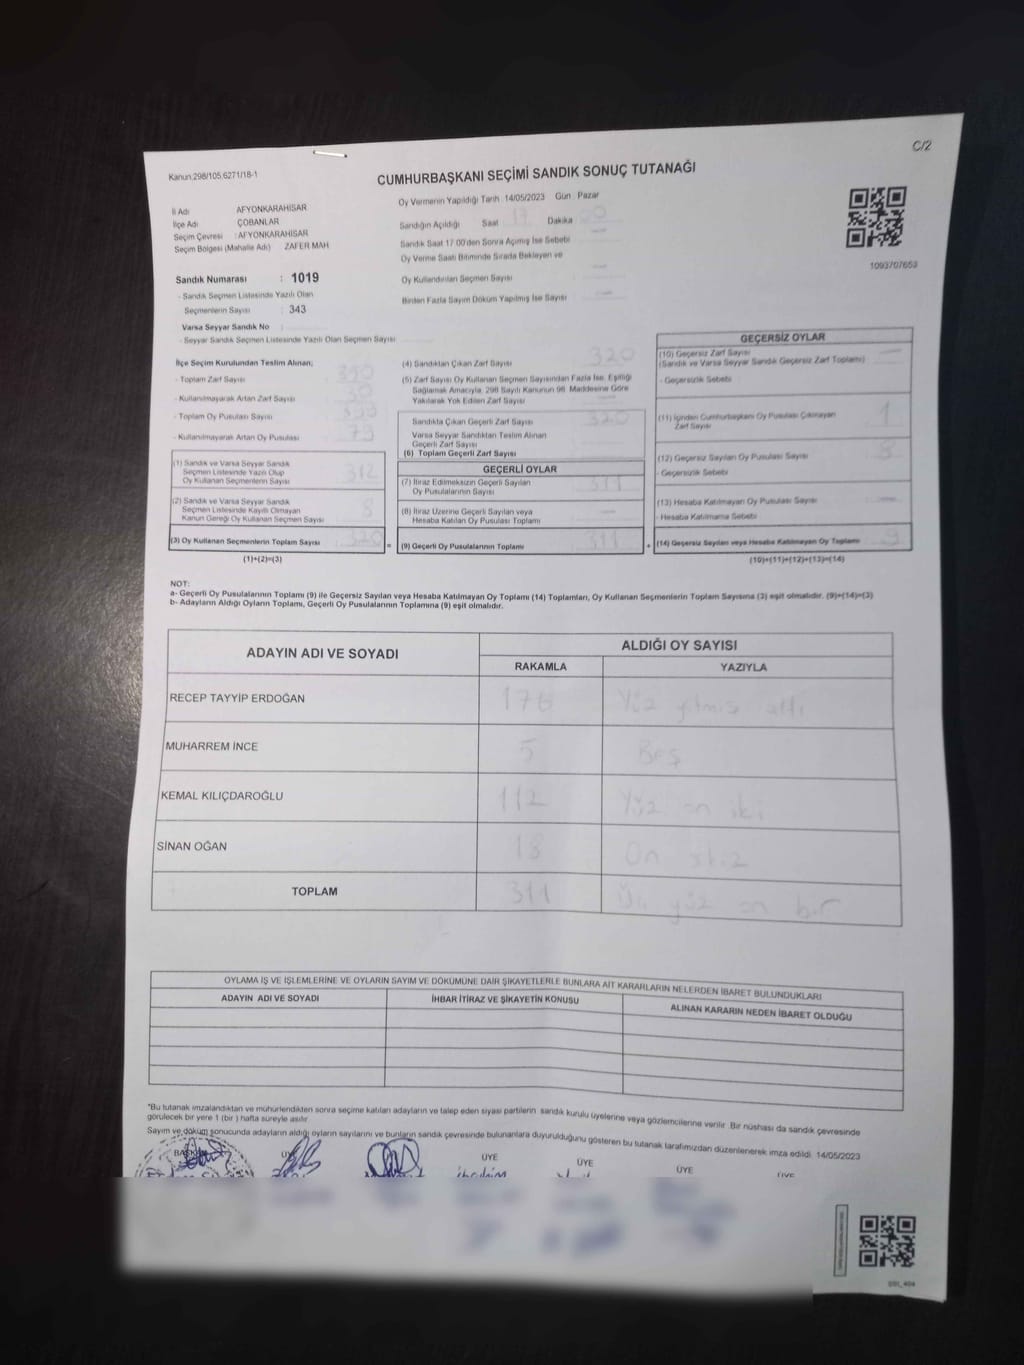 C/2
Kanun:298/105,6271/18-1
CUMHURBAŞKANI SEÇİMİ SANDIK SONUÇ TUTANAĞI
Oy Vermenin Yapıldığı Tarih 14/05/2023 Gün Pazar
İl Adı AFYONKARAHİSAR
İlçe Adı ÇOBANLAR
Seçim Çevresi :AFYONKARAHİSAR
Seçim Bölgesi (Mahalle Adı) ZAFER MAH
Sandığın Açıldığı Saat 17 Dakika 00
Sandık Saat 17 00'den Sonra Açımış İse Sebebi
Oy Verme Saati Bitiminde Sırada Bekleyen ve
Oy Kullandırılan Seçmen Sayısı
Birden Fazla Sayım Döküm Yapılmış İse Sayısı
1093707653
Sandık Numarası : 1019
- Sandık Seçmen Listesinde Yazılı Olan
Seçmenlerin Sayısı : 343
Varsa Seyyar Sandık No
- Seyyar Sandık Seçmen Listesinde Yazılı Olan Seçmen Sayısı
İlçe Seçim Kurulundan Teslim Alınan;
- Toplam Zarf Sayısı
- Kullanılmayarak Artan Zarf Sayısı
- Toplam Oy Pusulası Sayısı
- Kullanılmayarak Artan Oy Pusulası 79
(1) Sandık ve Varsa Seyyar Sandık
Seçmen Listesinde Yazılı Olup
Oy Kullanan Seçmenlerin Sayısı 312
(2) Sandık ve Varsa Seyyar Sandık
Seçmen Listesinde Kayıtlı Olmayan
Kanun Gereği Oy Kullanan Seçmen Sayısı 8
(3) Oy Kullanan Seçmenlerin Toplam Sayısı 320
(1)+(2)=(3)
(4) Sandıktan Çıkan Zarf Sayısı 320
(5) Zarf Sayısı Oy Kullanan Seçmen Sayısından Fazla İse, Eşitliği
Sağlamak Amacıyla, 298 Sayılı Kanunun 98. Maddesine Göre
Yakılarak Yok Edilen Zarf Sayısı
Sandıkta Çıkan Geçerli Zarf Sayısı 320
Varsa Seyyar Sandıktan Teslim Alınan
Geçerli Zarf Sayısı
(6) Toplam Geçerli Zarf Sayısı
GEÇERLİ OYLAR
(7) İtiraz Edilmeksizin Geçerli Sayılan
Oy Pusulalarının Sayısı 311
(8) İtiraz Üzerine Geçerli Sayılan veya
Hesaba Katılan Oy Pusulası Toplamı
= (9) Geçerli Oy Pusulalarının Toplamı 311
GEÇERSİZ OYLAR
(10) Geçersiz Zarf Sayısı
(Sandık ve Varsa Seyyar Sandık Geçersiz Zarf Toplamı)
- Geçersizlik Sebebi
(11) İçinden Cumhurbaşkanı Oy Pusulası Çıkmayan
Zarf Sayısı 1
(12) Geçersiz Sayılan Oy Pusulası Sayısı 8
- Geçersizlik Sebebi
(13) Hesaba Katılmayan Oy Pusulası Sayısı
- Hesaba Katılmama Sebebi
+ (14) Geçersiz Sayılan veya Hesaba Katılmayan Oy Toplamı 9
(10)+(11)+(12)+(13)=(14)
NOT:
a- Geçerli Oy Pusulalarının Toplamı (9) ile Geçersiz Sayılan veya Hesaba Katılmayan Oy Toplamı (14) Toplamları, Oy Kullanan Seçmenlerin Toplam Sayısına (3) eşit olmalıdır. (9)+(14)=(3)
b- Adayların Aldığı Oyların Toplamı, Geçerli Oy Pusulalarının Toplamına (9) eşit olmalıdır.
ADAYIN ADI VE SOYADI ALDIĞI OY SAYISI
RAKAMLA YAZIYLA
RECEP TAYYİP ERDOĞAN 176 Yüz yetmiş altı
MUHARREM İNCE 5 Beş
KEMAL KILIÇDAROĞLU 112 Yüz on iki
SİNAN OĞAN 18 On sekiz
TOPLAM 311 Üç yüz on bir
OYLAMA İŞ VE İŞLEMLERİNE VE OYLARIN SAYIM VE DÖKÜMÜNE DAİR ŞİKAYETLERLE BUNLARA AİT KARARLARIN NELERDEN İBARET BULUNDUKLARI
ADAYIN ADI VE SOYADI İHBAR İTİRAZ VE ŞİKAYETİN KONUSU ALINAN KARARIN NEDEN İBARET OLDUĞU
"Bu tutanak imzalandıktan ve mühürlendikten sonra seçime katılan adayların ve talep eden siyasi partilerin sandık kurulu üyelerine veya gözlemcilerine verilir .Bir nüshası da sandık çevresinde
görülecek bir yere 1 (bir ) hafta süreyle asılır.
Sayım ve döküm sonucunda adayların aldığı oyların sayılarını ve bunların sandık çevresinde bulunanlara duyurulduğunu gösteren bu tutanak tarafımızdan düzenlenerek imza edildi. 14/05/2023
BAŞKAN ÜYE ÜYE ÜYE ÜYE ÜYE